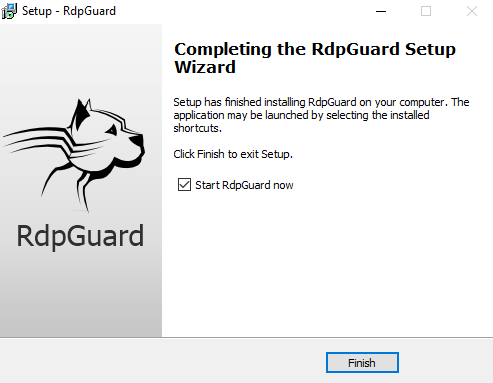 Setup - RdpGuard
Completing the RdpGuard Setup
Wizard
Setup has finished installing RdpGuard on your computer. The
application may be launched by selecting the installed
shortcuts.
Click Finish to exit Setup.
Start RdpGuard now
RdpGuard
Finish